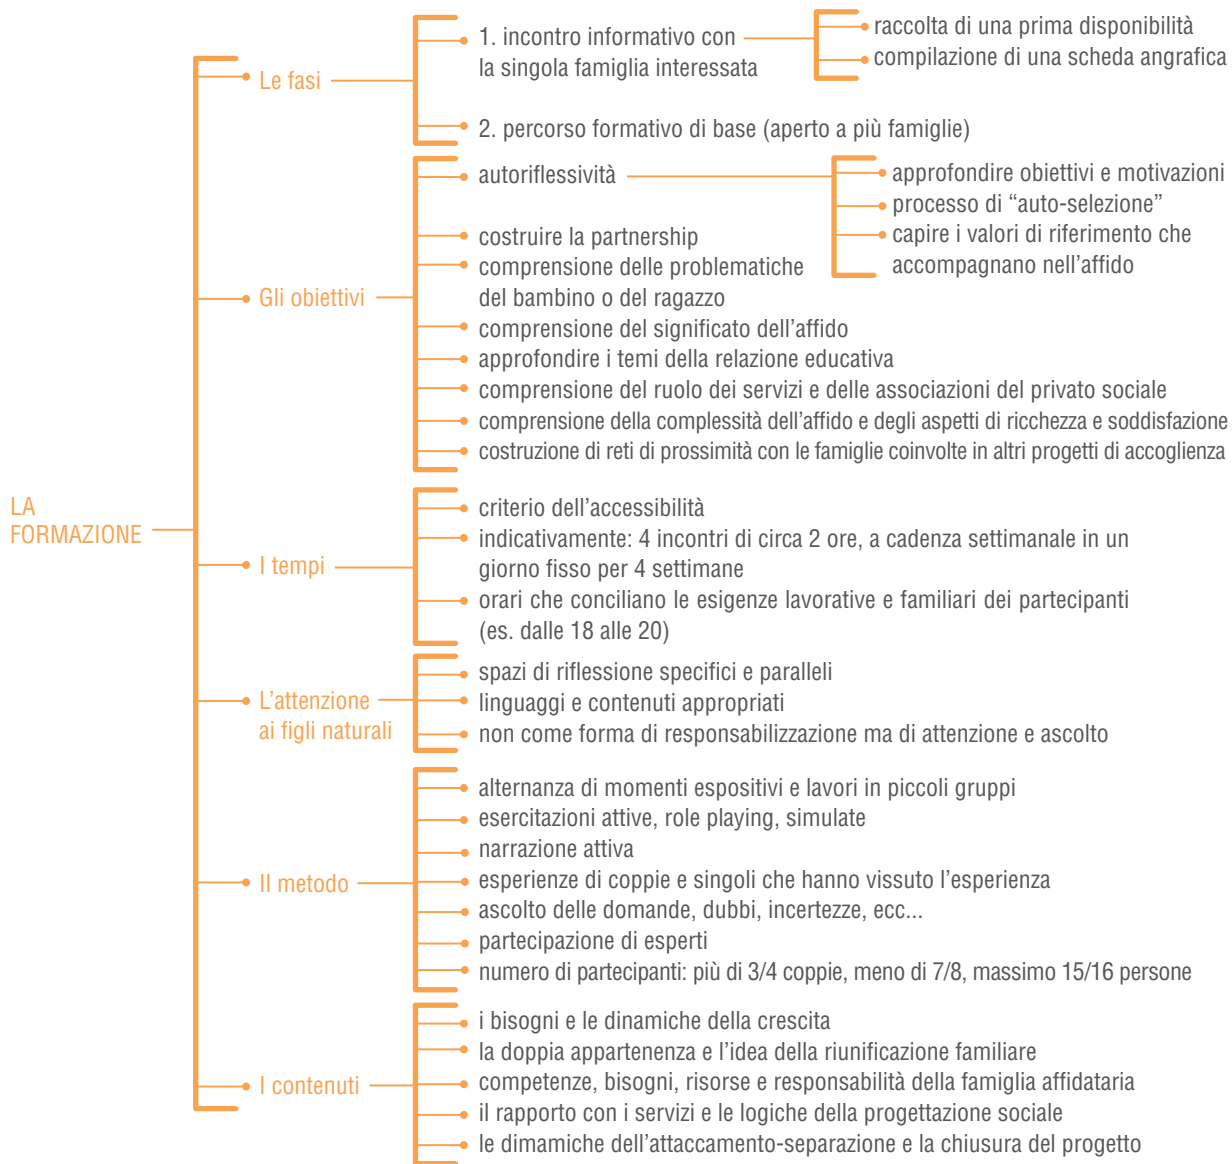 LA
FORMAZIONE
Le fasi
1. incontro informativo con
la singola famiglia interessata
raccolta di una prima disponibilità
compilazione di una scheda angrafica
2. percorso formativo di base (aperto a più famiglie)
Gli obiettivi
autoriflessività
approfondire obiettivi e motivazioni
processo di “auto-selezione”
capire i valori di riferimento che
accompagnano nell’affido
costruire la partnership
comprensione delle problematiche
del bambino o del ragazzo
comprensione del significato dell’affido
approfondire i temi della relazione educativa
comprensione del ruolo dei servizi e delle associazioni del privato sociale
comprensione della complessità dell’affido e degli aspetti di ricchezza e soddisfazione
costruzione di reti di prossimità con le famiglie coinvolte in altri progetti di accoglienza
I tempi
criterio dell’accessibilità
indicativamente: 4 incontri di circa 2 ore, a cadenza settimanale in un
giorno fisso per 4 settimane
orari che conciliano le esigenze lavorative e familiari dei partecipanti
(es. dalle 18 alle 20)
L’attenzione
ai figli naturali
spazi di riflessione specifici e paralleli
linguaggi e contenuti appropriati
non come forma di responsabilizzazione ma di attenzione e ascolto
Il metodo
alternanza di momenti espositivi e lavori in piccoli gruppi
esercitazioni attive, role playing, simulate
narrazione attiva
esperienze di coppie e singoli che hanno vissuto l’esperienza
ascolto delle domande, dubbi, incertezze, ecc...
partecipazione di esperti
numero di partecipanti: più di 3/4 coppie, meno di 7/8, massimo 15/16 persone
I contenuti
i bisogni e le dinamiche della crescita
la doppia appartenenza e l’idea della riunificazione familiare
competenze, bisogni, risorse e responsabilità della famiglia affidataria
il rapporto con i servizi e le logiche della progettazione sociale
le dimamiche dell’attaccamento-separazione e la chiusura del progetto